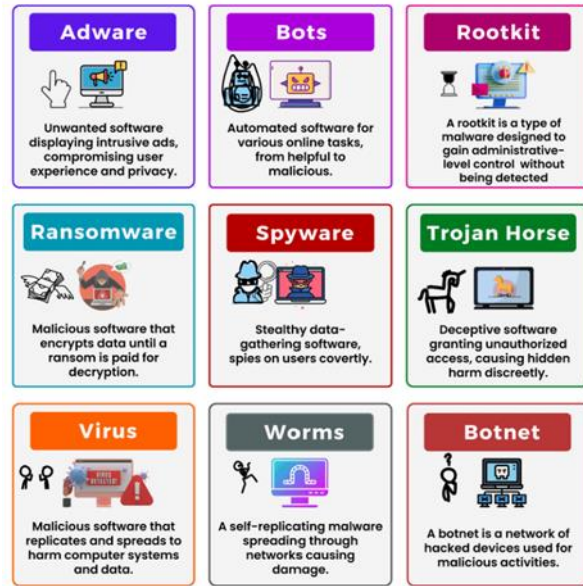 Adware
Unwanted software
displaying intrusive ads,
compromising user
experience and privacy.
Bots
Automated software for
various online tasks,
from helpful to
malicious.
Rootkit
A rootkit is a type of
malware designed to
gain administrative-
level control without
being detected
Ransomware
Malicious software that
encrypts data until a
ransom is paid for
decryption.
Spyware
Stealthy data-
gathering software,
spies on users covertly.
Trojan Horse
Deceptive software
granting unauthorized
access, causing hidden
harm discreetly.
Virus
VIRUS
DETECTED!
Malicious software that
replicates and spreads to
harm computer systems
and data.
Worms
A self-replicating malware
spreading through
networks causing
damage.
Botnet
?
A botnet is a network of
hacked devices used for
malicious activities.